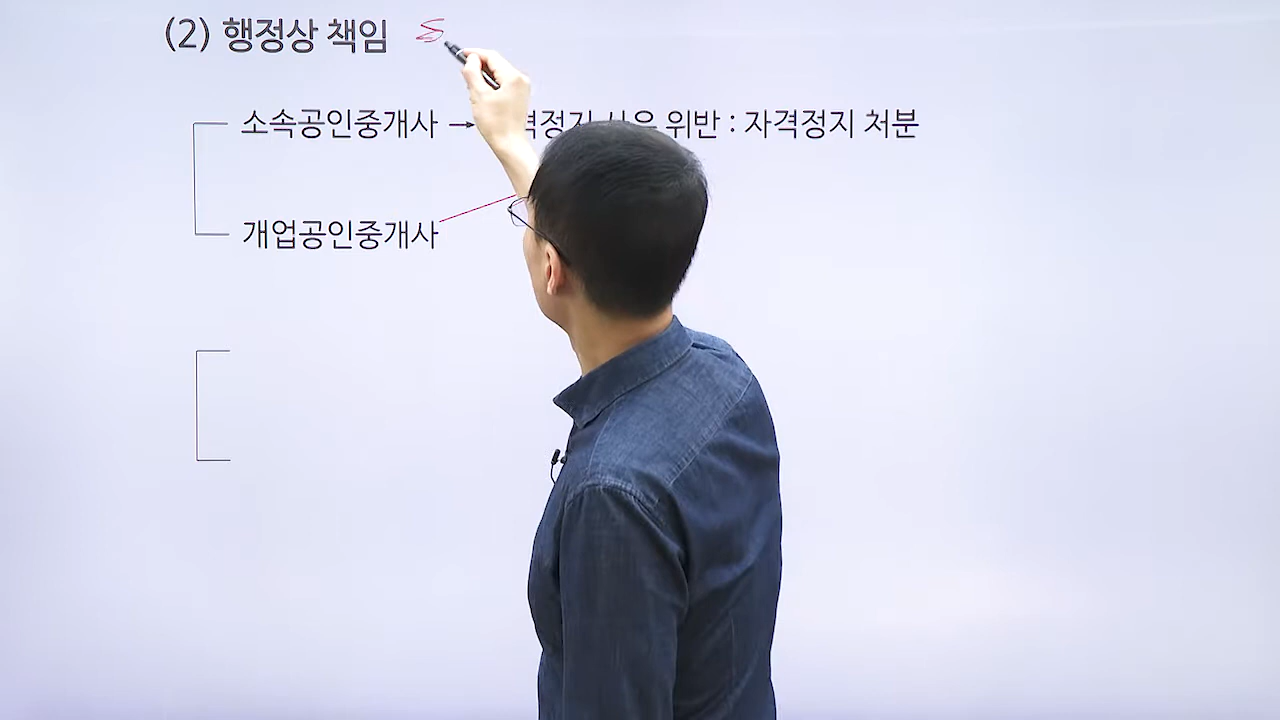 (2) 행정상 책임
소속공인중개사 → 위반 : 자격정지 처분
개업공인중개사